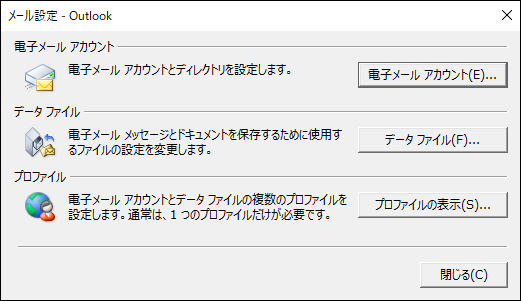 メール設定 - Outlook
電子メール アカウント
電子メール アカウントとディレクトリを設定します。
電子メール アカウント(E)...
データ ファイル
電子メール メッセージとドキュメントを保存するために使用す
るファイルの設定を変更します。
データ ファイル(F)...
プロファイル
電子メール アカウントとデータ ファイルの複数のプロファイルを
設定します。通常は、1 つのプロファイルだけが必要です。
プロファイルの表示(S)...
閉じる(C)